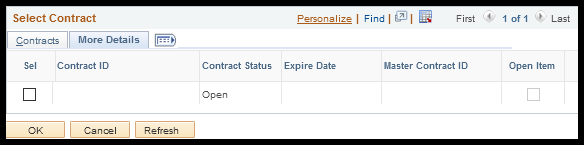 Select Contract Personalize | Find | First 1 of 1 Last
Contracts More Details
Sel Contract ID Contract Status Expire Date Master Contract ID Open Item
Open
OK Cancel Refresh